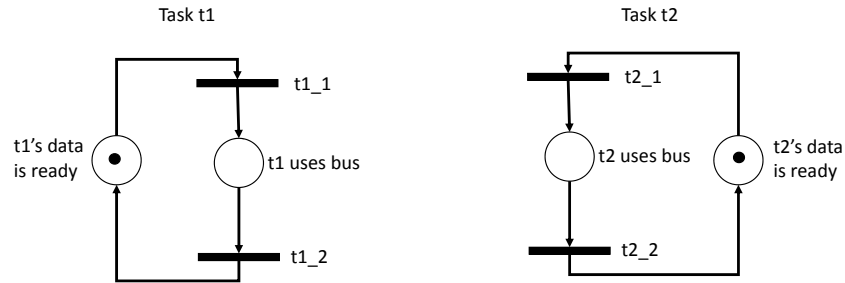 Task t1
Task t2
t1_1
t2_1
t1's data
is ready
t1 uses bus
t2 uses bus
t2's data
is ready
t1_2
t2_2